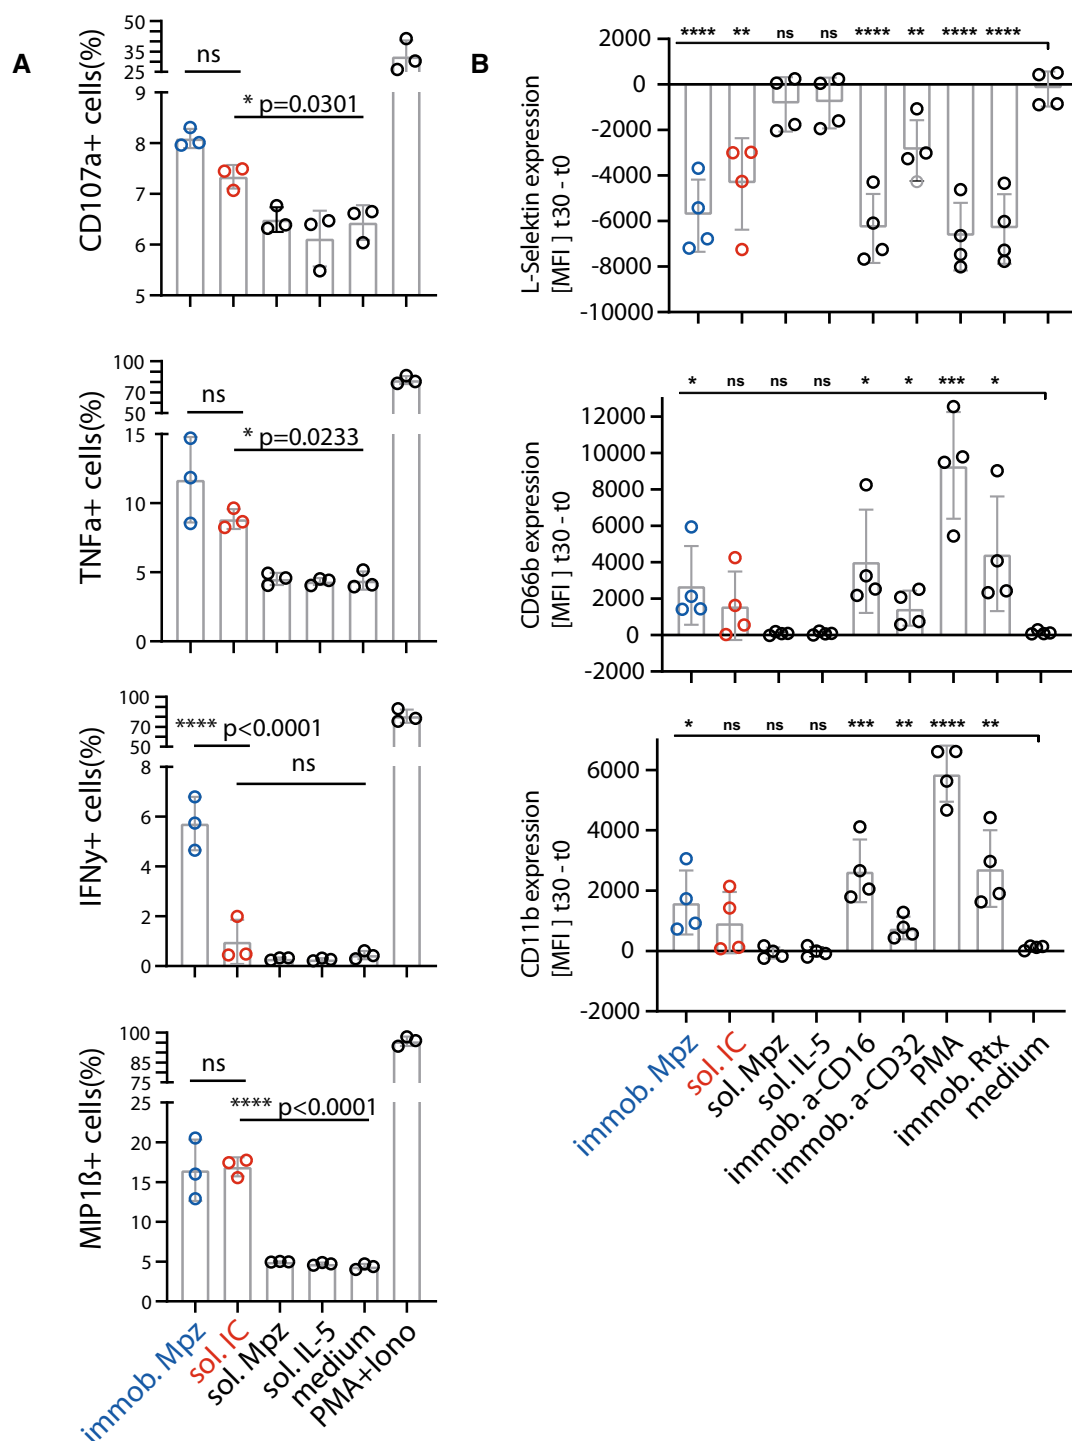 A
CD107a+ cells(%)
50
35
25
9
8
7
6
5
ns
* p=0.0301
TNFa+ cells(%)
100
70
50
15
10
5
0
ns
* p=0.0233
IFNy+ cells(%)
100
70
50
8
6
4
2
0
**** p<0.0001
ns
MIP1ß+ cells(%)
100
85
75
25
20
15
10
5
0
ns
**** p<0.0001
immob. Mpz
sol. IC
sol. Mpz
sol. IL-5
medium
PMA+Iono
B
L-Selektin expression
[MFI ] t30 - t0
2000
0
-2000
-4000
-6000
-8000
-10000
**** ** ns ns **** ** **** ****
CD66b expression
[MFI ] t30 - t0
12000
10000
8000
6000
4000
2000
0
-2000
* ns ns ns * * *** *
CD11b expression
[MFI ] t30 - t0
6000
4000
2000
0
-2000
* ns ns ns *** ** **** **
immob. Mpz
sol. IC
sol. Mpz
sol. IL-5
immob. a-CD16
immob. a-CD32
PMA
immob. Rtx
medium